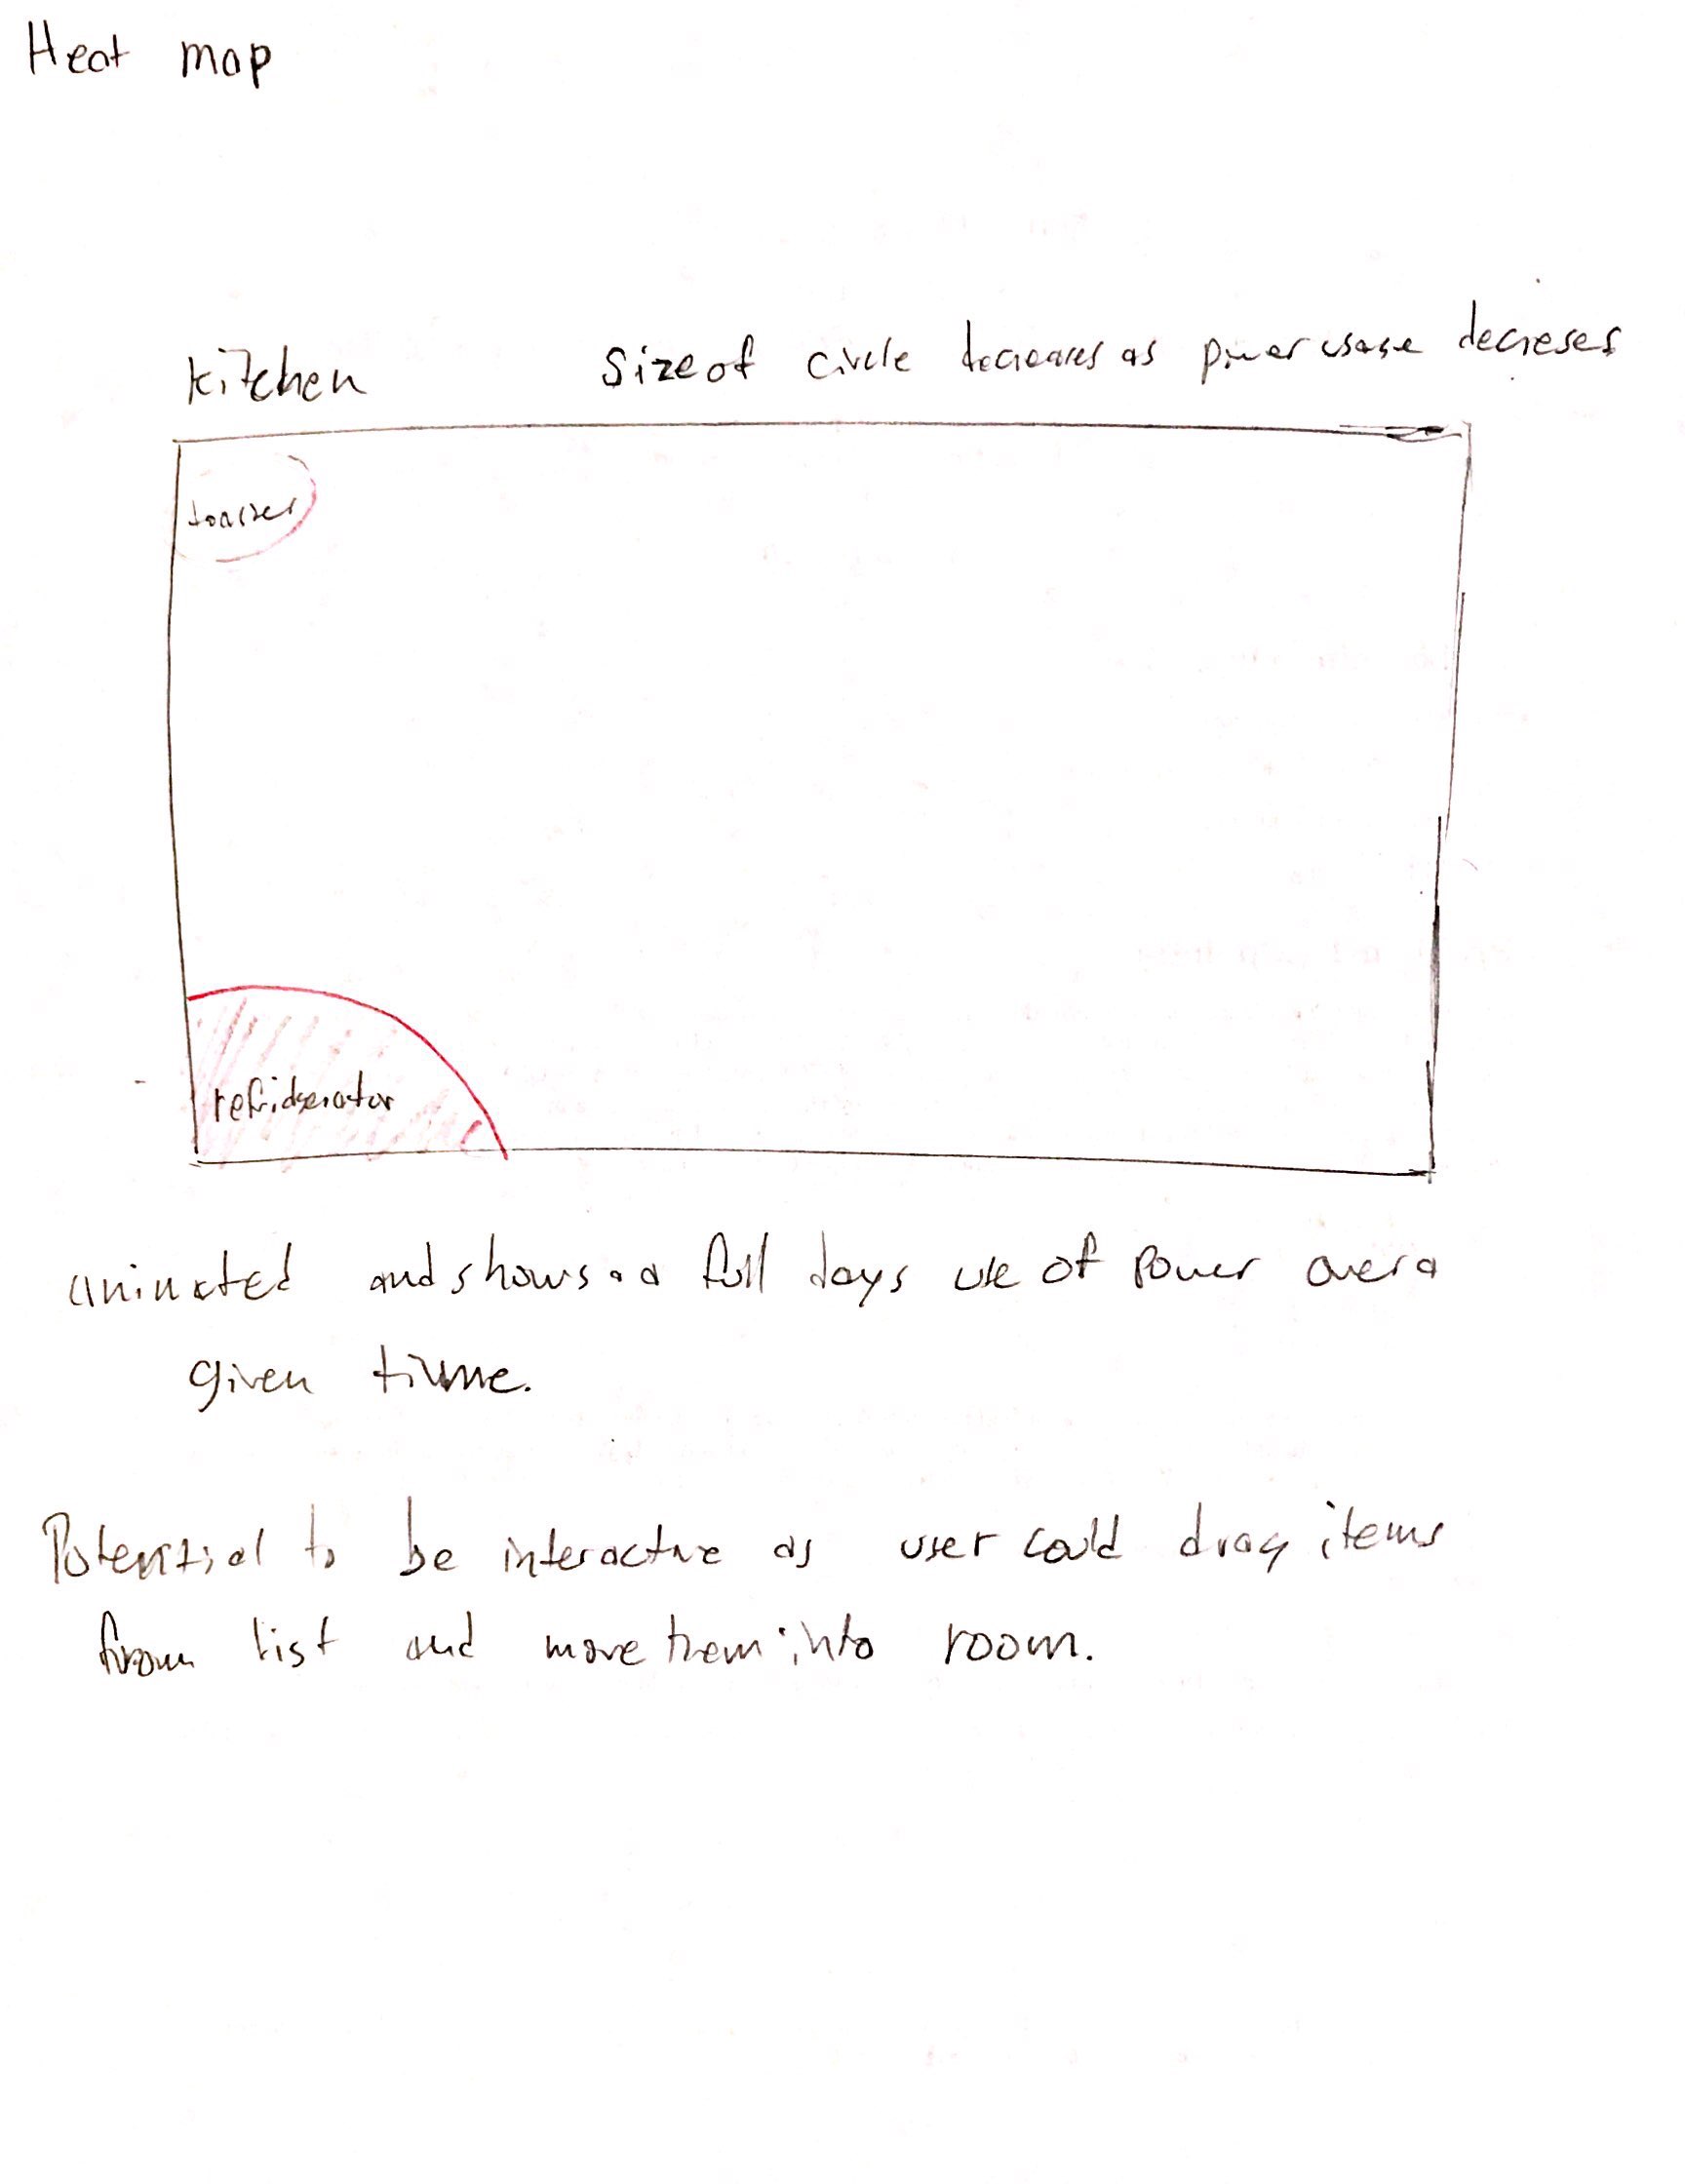 Heat map
Kitchen Size of circle decreases as power usage decreses
toaster
refridgerator
animated and shows a full days use of Power over a
given time.
Potential to be interactive as user could drag items
from list and move them into room.